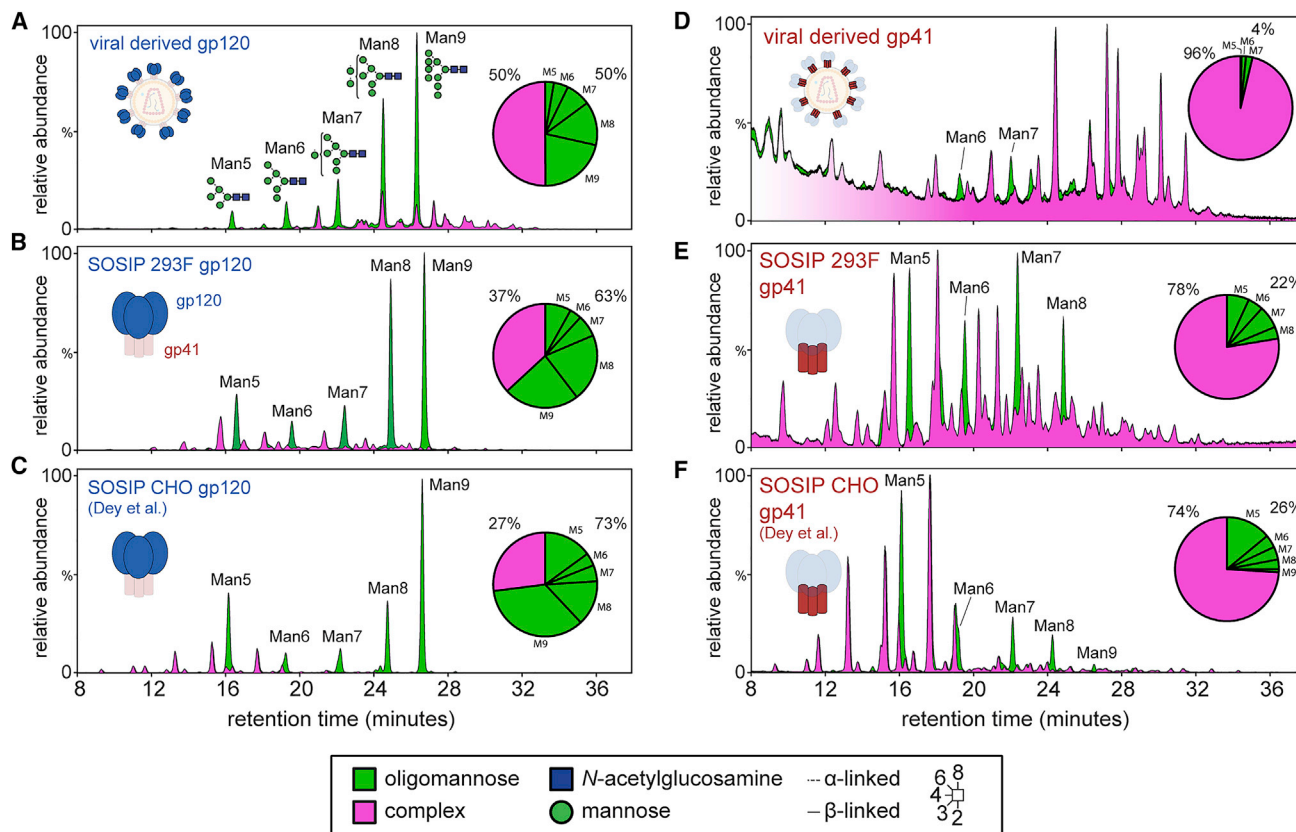 A
100
viral derived gp120
relative abundance
%
0
Man5
Man6
Man7
Man8
Man9
50%
50%
M5
M6
M7
M8
M9
B
100
SOSIP 293F gp120
gp120
gp41
relative abundance
%
0
Man5
Man6
Man7
Man8
Man9
37%
63%
M5
M6
M7
M8
M9
C
100
SOSIP CHO gp120
(Dey et al.)
relative abundance
%
0
Man5
Man6
Man7
Man8
Man9
27%
73%
M5
M6
M7
M8
M9
8 12 16 20 24 28 32 36
retention time (minutes)
D
100
viral derived gp41
relative abundance
%
0
Man6
Man7
96%
4%
M5
M6
M7
E
100
SOSIP 293F
gp41
relative abundance
%
0
Man5
Man6
Man7
Man8
78%
22%
M5
M6
M7
M8
F
100
SOSIP CHO
gp41
(Dey et al.)
relative abundance
%
0
Man5
Man6
Man7
Man8
Man9
74%
26%
M5
M6
M7
M8
M9
8 12 16 20 24 28 32 36
retention time (minutes)
oligomannose
complex
N-acetylglucosamine
mannose
α-linked
β-linked
6 8
4
3 2